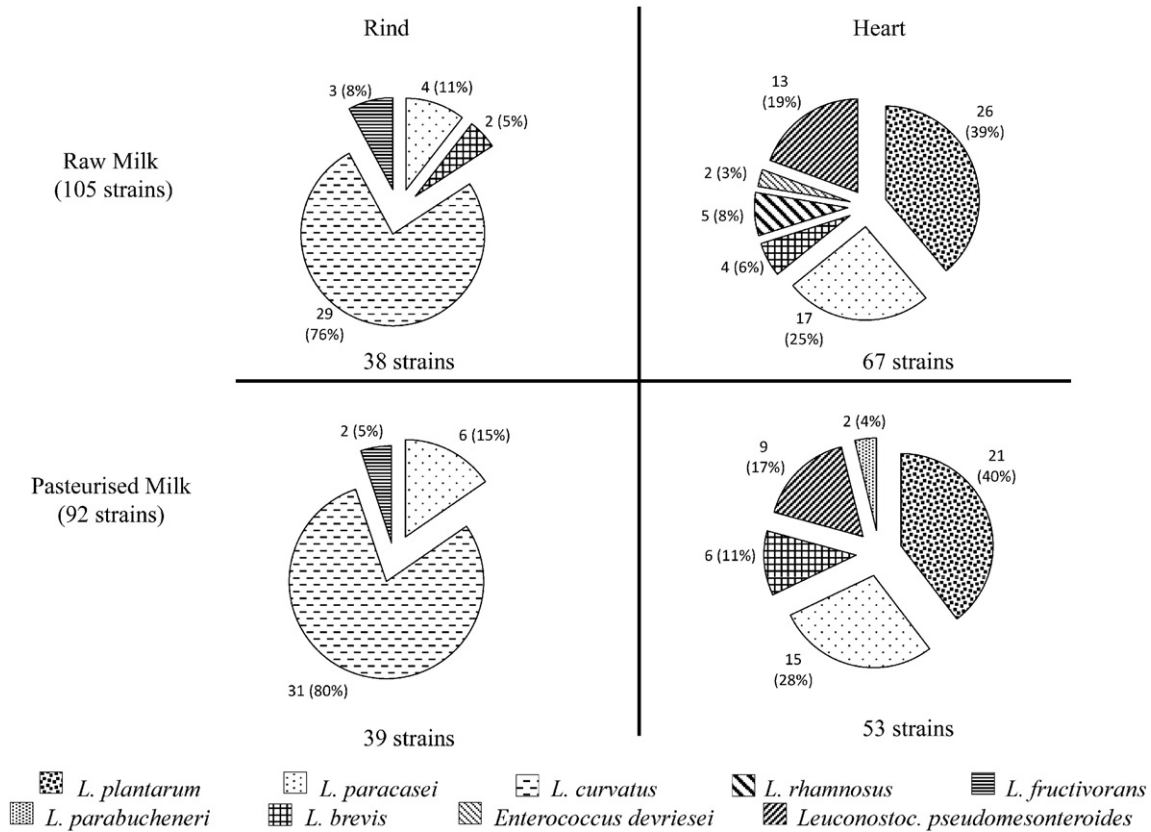 Rind
Heart
Raw Milk
(105 strains)
3 (8%)
4 (11%)
2 (5%)
29
(76%)
38 strains
13
(19%)
26
(39%)
2 (3%)
5 (8%)
4 (6%)
17
(25%)
67 strains
Pasteurised Milk
(92 strains)
2 (5%)
6 (15%)
31 (80%)
39 strains
2 (4%)
9
(17%)
21
(40%)
6 (11%)
15
(28%)
53 strains
L. plantarum L. paracasei L. curvatus L. rhamnosus L. fructivorans
L. parabucheneri L. brevis Enterococcus devriesei Leuconostoc. pseudomesonteroides